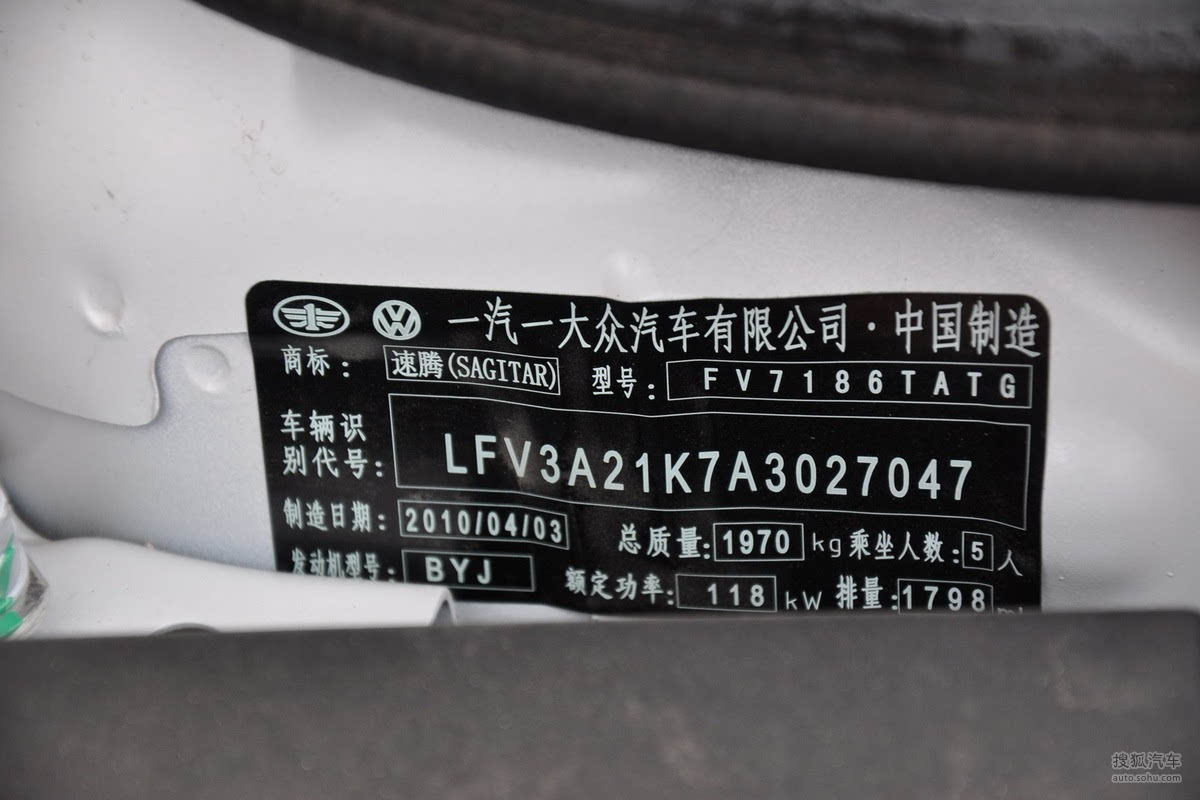 一汽一大众汽车有限公司·中国制造
商标: 速腾(SAGITAR) 型号: FV7186TATG
车辆识
别代号: LFV3A21K7A3027047
制造日期: 2010/04/03 总质量: 1970 kg 乘坐人数: 5 人
发动机型号: BYJ 额定功率: 118 kW 排量: 1798
搜狐汽车
auto.sohu.com